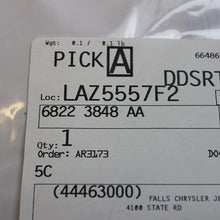 Wgt: 0.1 / 0.1 lb
66486
PICK A
DDSRT
Loc: LAZ5557F2
6822 3848 AA
Qty: 1
Order: AR3173
DO
5C
(44463000)
FALLS CHRYSLER JE
4100 STATE RD